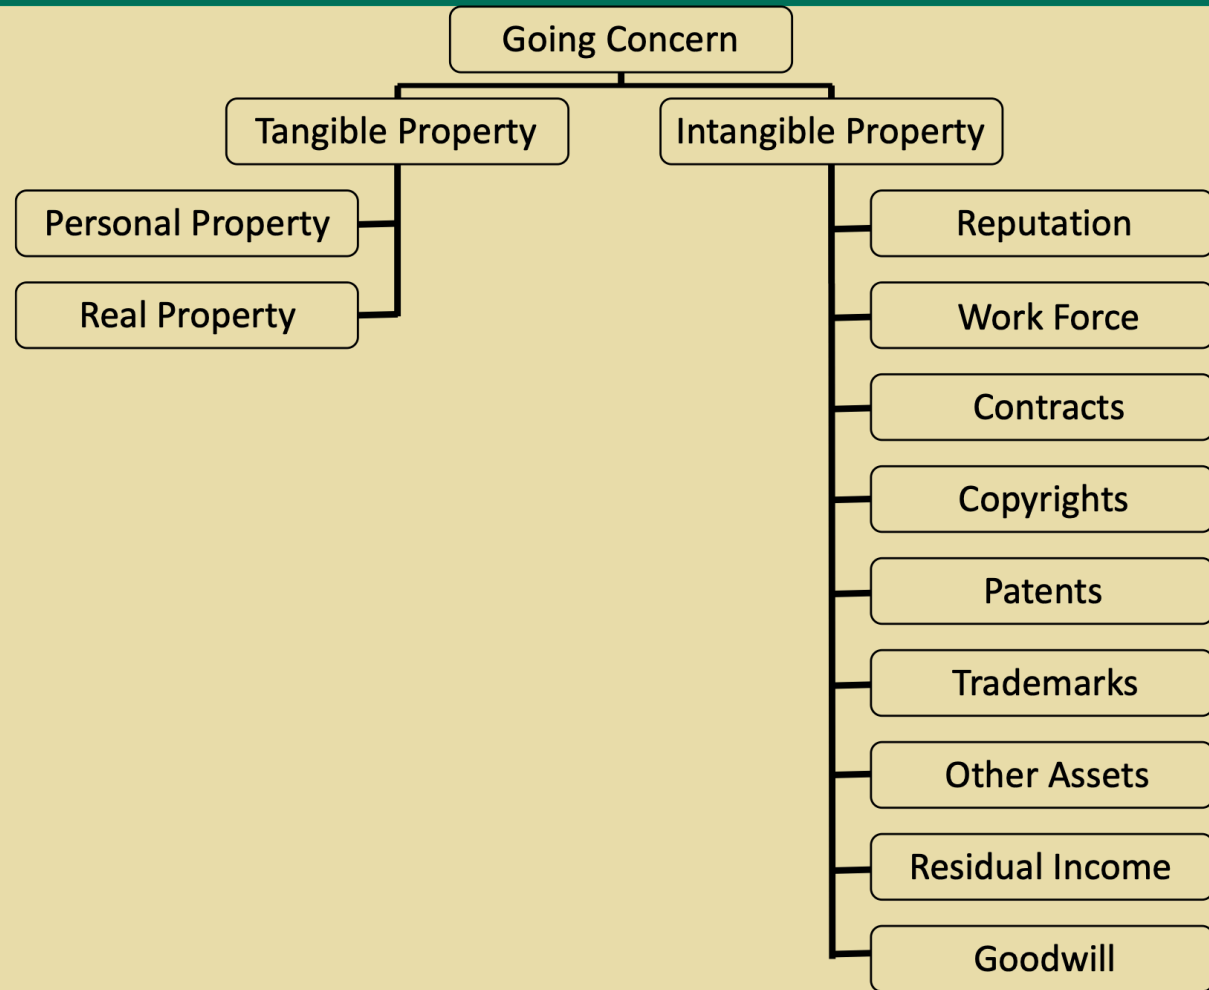 Going Concern
Tangible Property
Intangible Property
Personal Property
Real Property
Reputation
Work Force
Contracts
Copyrights
Patents
Trademarks
Other Assets
Residual Income
Goodwill